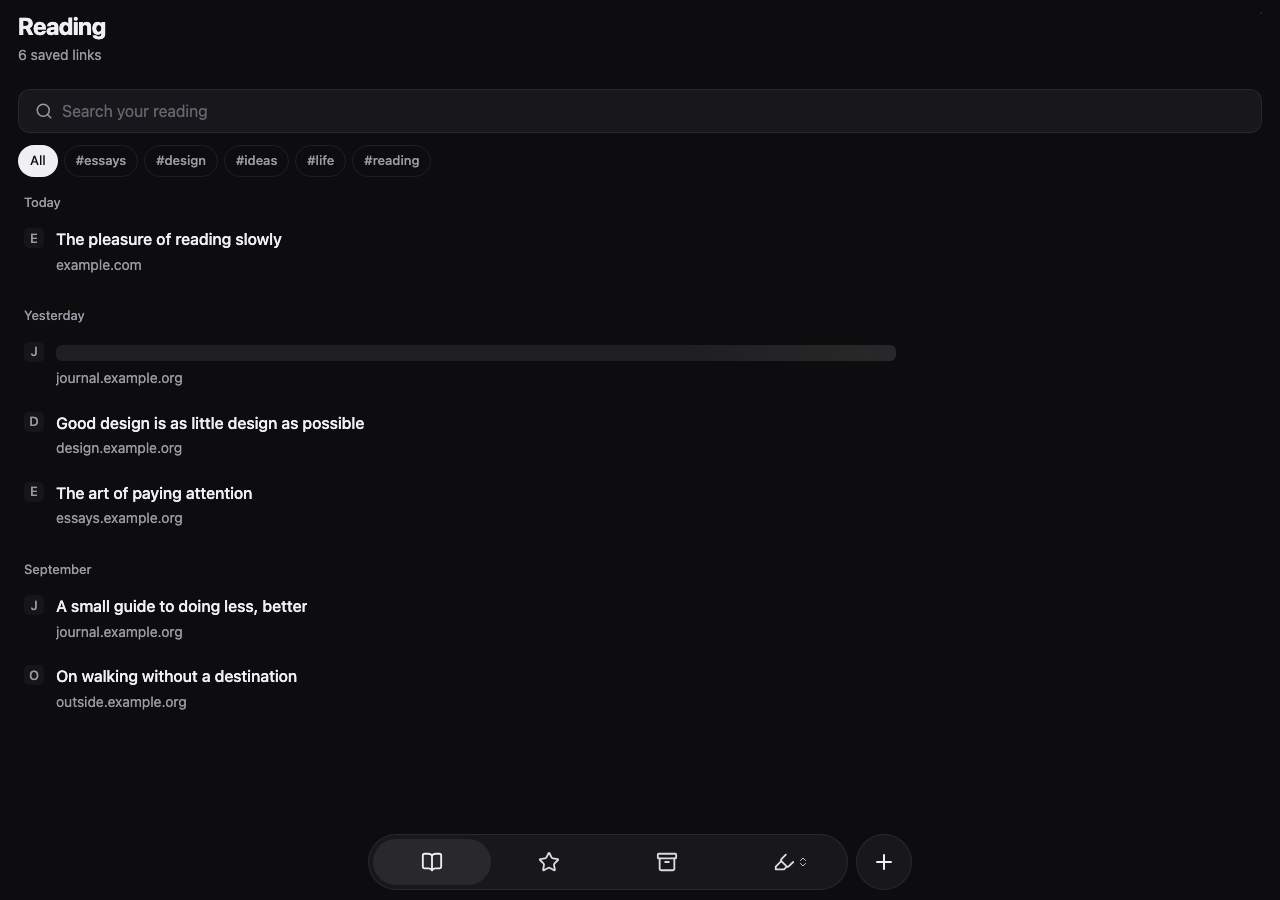 Reading
6 saved links
Search your reading
All #essays #design #ideas #life #reading
Today
E The pleasure of reading slowly
example.com
Yesterday
J
journal.example.org
D Good design is as little design as possible
design.example.org
E The art of paying attention
essays.example.org
September
J A small guide to doing less, better
journal.example.org
O On walking without a destination
outside.example.org